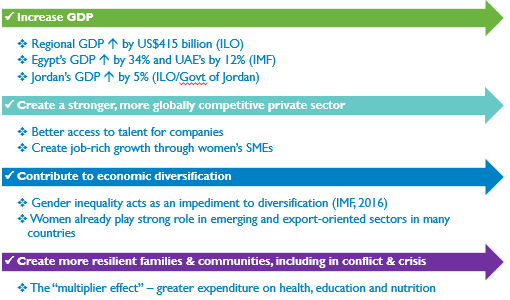 ✓ Increase GDP
❖ Regional GDP ↑ by US$415 billion (ILO)
❖ Egypt's GDP ↑ by 34% and UAE's by 12% (IMF)
❖ Jordan's GDP ↑ by 5% (ILO/Govt of Jordan)
✓ Create a stronger, more globally competitive private sector
❖ Better access to talent for companies
❖ Create job-rich growth through women's SMEs
✓ Contribute to economic diversification
❖ Gender inequality acts as an impediment to diversification (IMF, 2016)
❖ Women already play strong role in emerging and export-oriented sectors in many
countries
✓ Create more resilient families & communities, including in conflict & crisis
❖ The "multiplier effect" – greater expenditure on health, education and nutrition